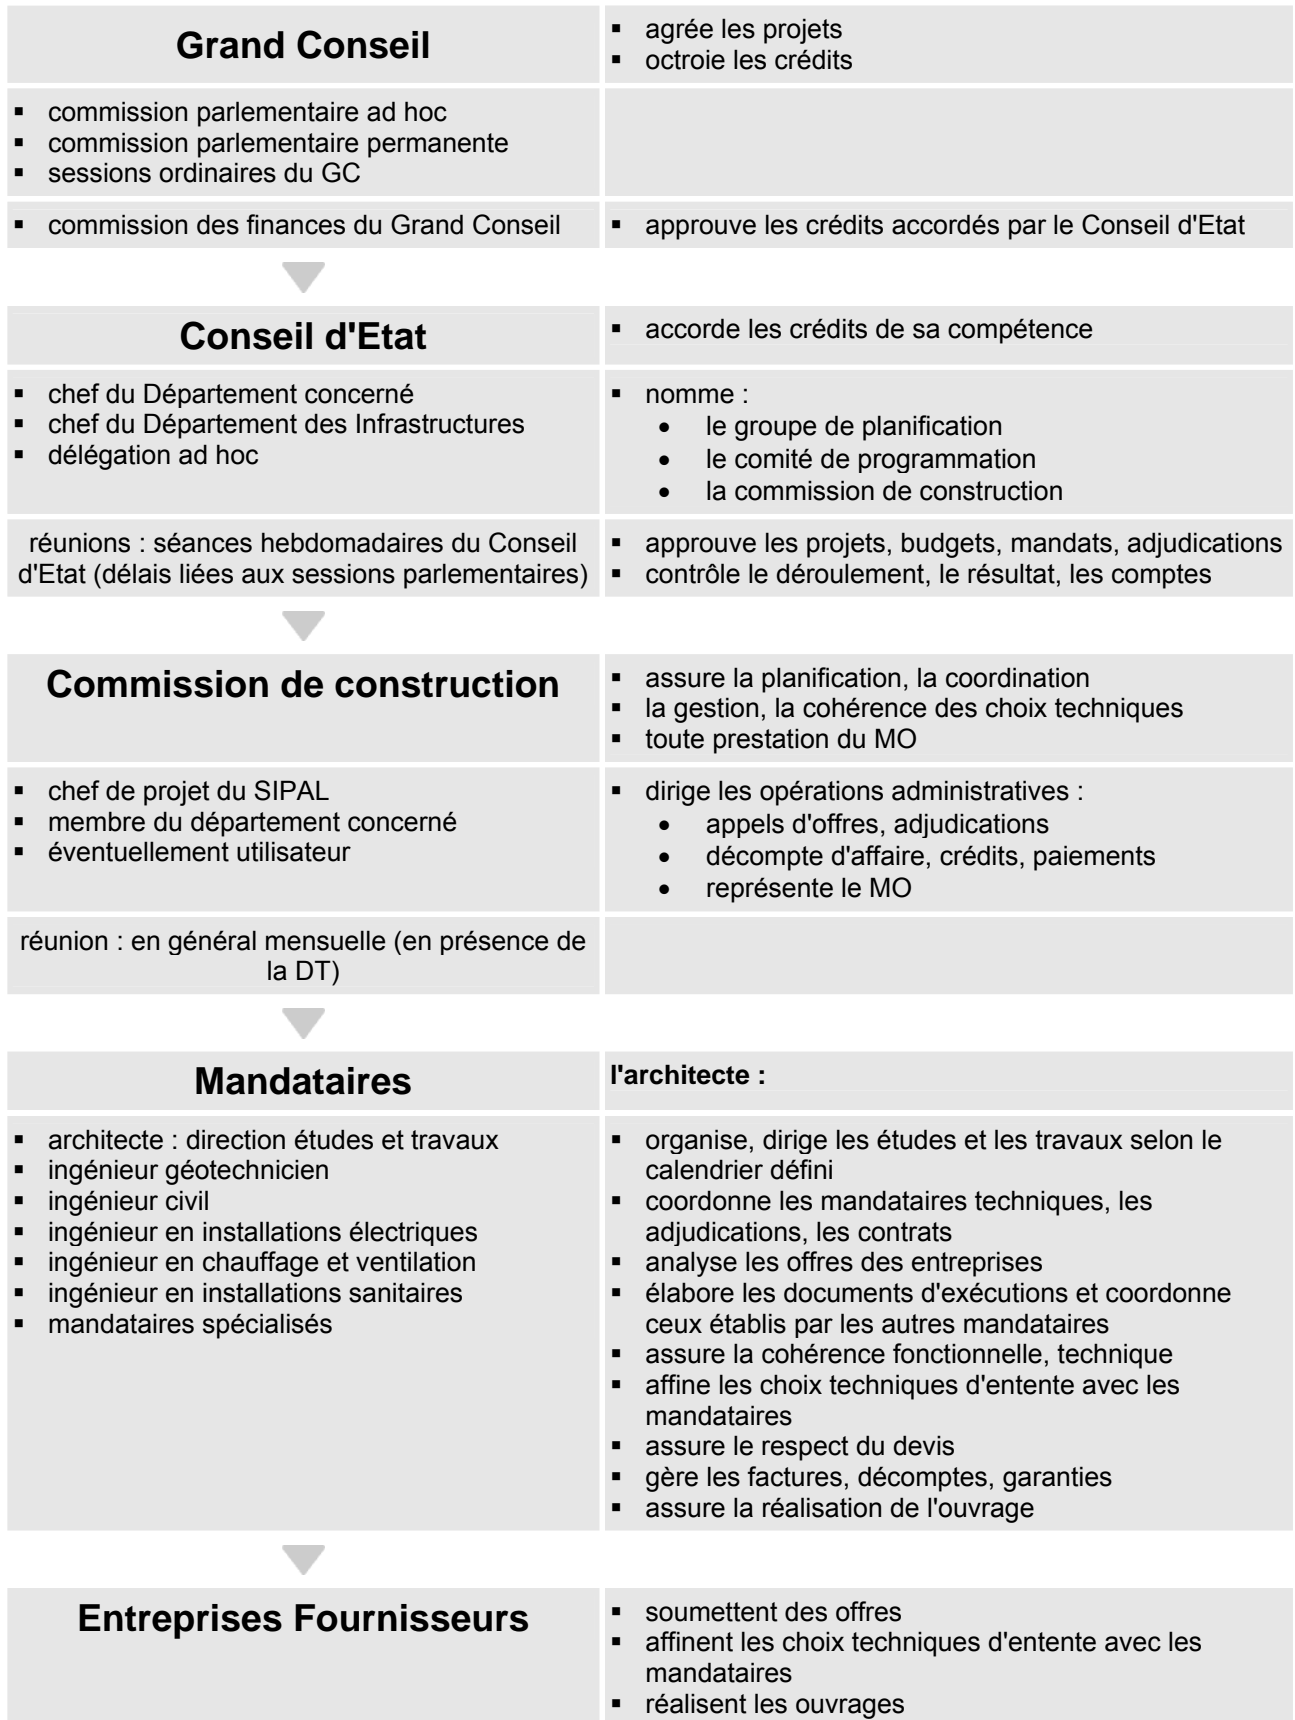 Grand Conseil
▪ agrée les projets
▪ octroie les crédits
▪ commission parlementaire ad hoc
▪ commission parlementaire permanente
▪ sessions ordinaires du GC
▪ commission des finances du Grand Conseil
▪ approuve les crédits accordés par le Conseil d'Etat
Conseil d'Etat
▪ accorde les crédits de sa compétence
▪ chef du Département concerné
▪ chef du Département des Infrastructures
▪ délégation ad hoc
▪ nomme :
• le groupe de planification
• le comité de programmation
• la commission de construction
réunions : séances hebdomadaires du Conseil
d'Etat (délais liées aux sessions parlementaires)
▪ approuve les projets, budgets, mandats, adjudications
▪ contrôle le déroulement, le résultat, les comptes
Commission de construction
▪ assure la planification, la coordination
▪ la gestion, la cohérence des choix techniques
▪ toute prestation du MO
▪ chef de projet du SIPAL
▪ membre du département concerné
▪ éventuellement utilisateur
▪ dirige les opérations administratives :
• appels d'offres, adjudications
• décompte d'affaire, crédits, paiements
• représente le MO
réunion : en général mensuelle (en présence de
la DT)
Mandataires
l'architecte :
▪ architecte : direction études et travaux
▪ ingénieur géotechnicien
▪ ingénieur civil
▪ ingénieur en installations électriques
▪ ingénieur en chauffage et ventilation
▪ ingénieur en installations sanitaires
▪ mandataires spécialisés
▪ organise, dirige les études et les travaux selon le
calendrier défini
▪ coordonne les mandataires techniques, les
adjudications, les contrats
▪ analyse les offres des entreprises
▪ élabore les documents d'exécutions et coordonne
ceux établis par les autres mandataires
▪ assure la cohérence fonctionnelle, technique
▪ affine les choix techniques d'entente avec les
mandataires
▪ assure le respect du devis
▪ gère les factures, décomptes, garanties
▪ assure la réalisation de l'ouvrage
Entreprises Fournisseurs
▪ soumettent des offres
▪ affinent les choix techniques d'entente avec les
mandataires
▪ réalisent les ouvrages